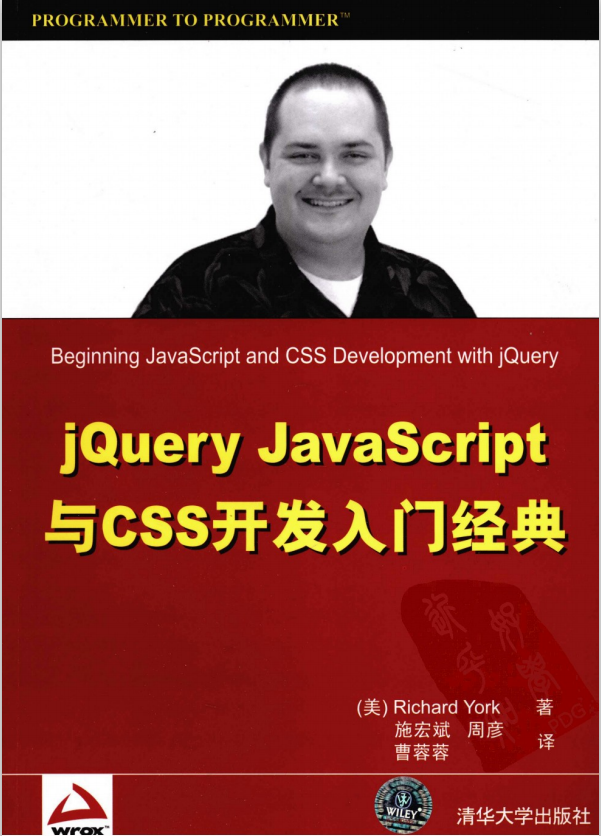 PROGRAMMER TO PROGRAMMER™
Beginning JavaScript and CSS Development with jQuery
jQuery JavaScript
与CSS开发入门经典
(美) Richard York 著
施宏斌 周彦
曹蓉蓉 译
PDG
wrox™
WILEY
清华大学出版社